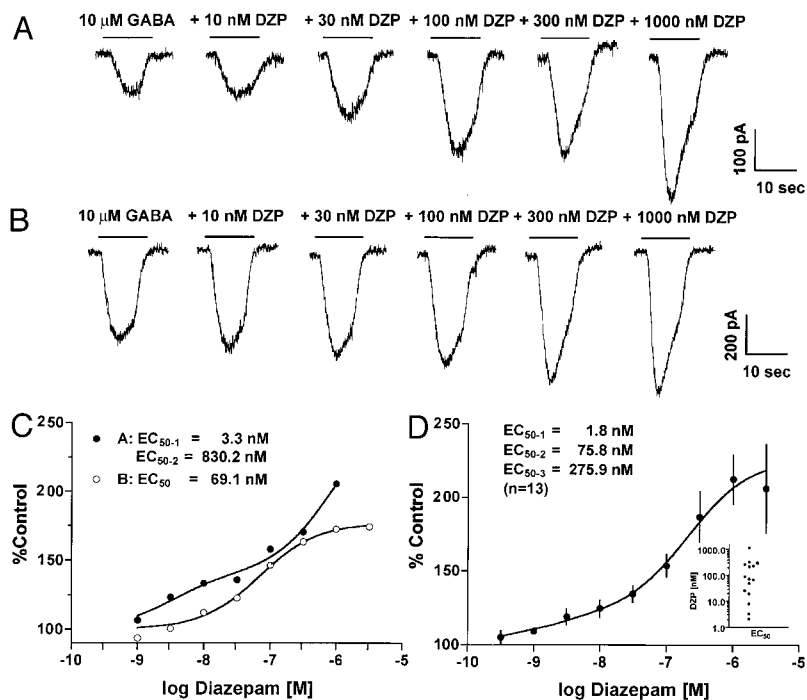 A
10 μM GABA + 10 nM DZP + 30 nM DZP + 100 nM DZP + 300 nM DZP + 1000 nM DZP
100 pA
10 sec
B
10 μM GABA + 10 nM DZP + 30 nM DZP + 100 nM DZP + 300 nM DZP + 1000 nM DZP
200 pA
10 sec
C
250
200
150
100
%Control
● A: EC50-1 = 3.3 nM
EC50-2 = 830.2 nM
○ B: EC50 = 69.1 nM
-10 -9 -8 -7 -6 -5
log Diazepam [M]
D
250
200
150
100
% Control
EC50-1 = 1.8 nM
EC50-2 = 75.8 nM
EC50-3 = 275.9 nM
(n=13)
DZP [nM]
1000.0
100.0
10.0
1.0
EC50
-10 -9 -8 -7 -6 -5
log Diazepam [M]